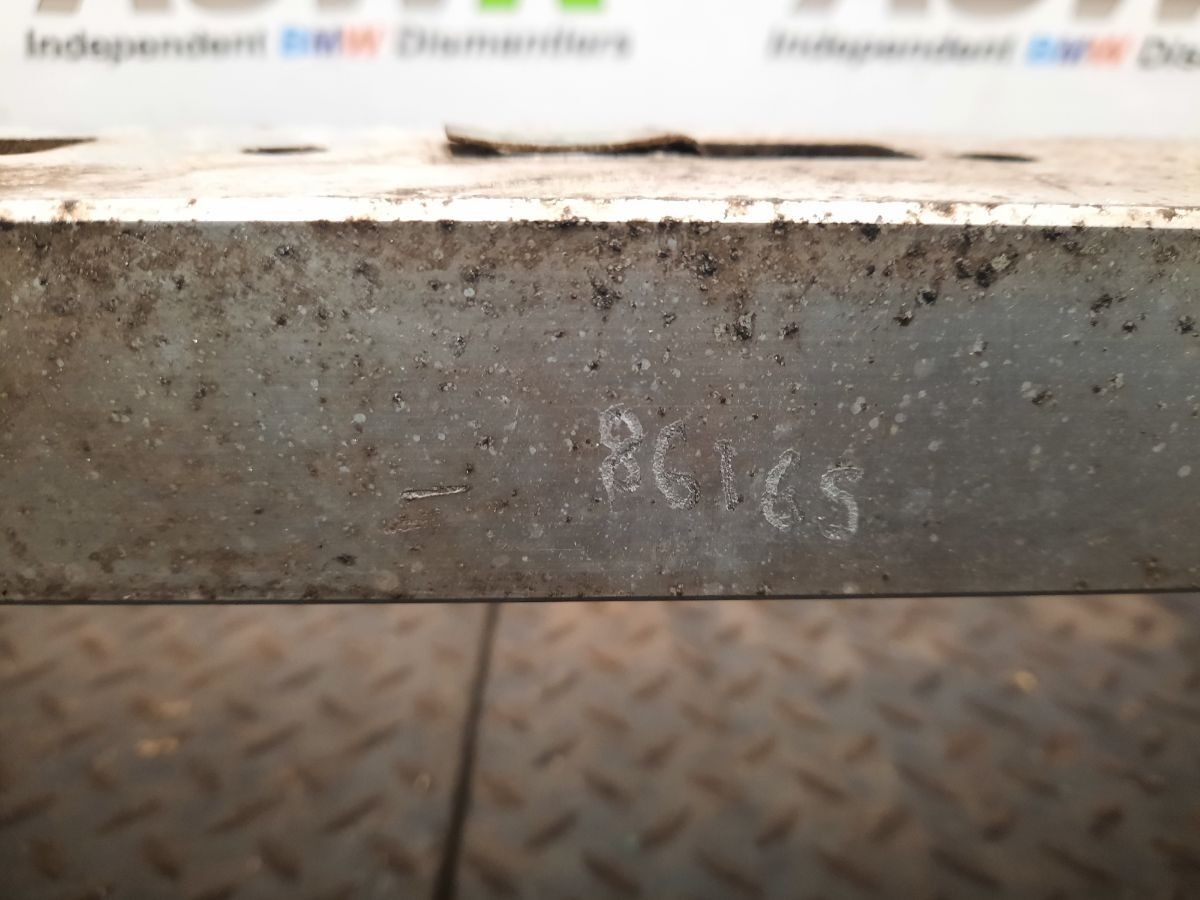 Independent BMW Dismantlers
Independent BMW
86165